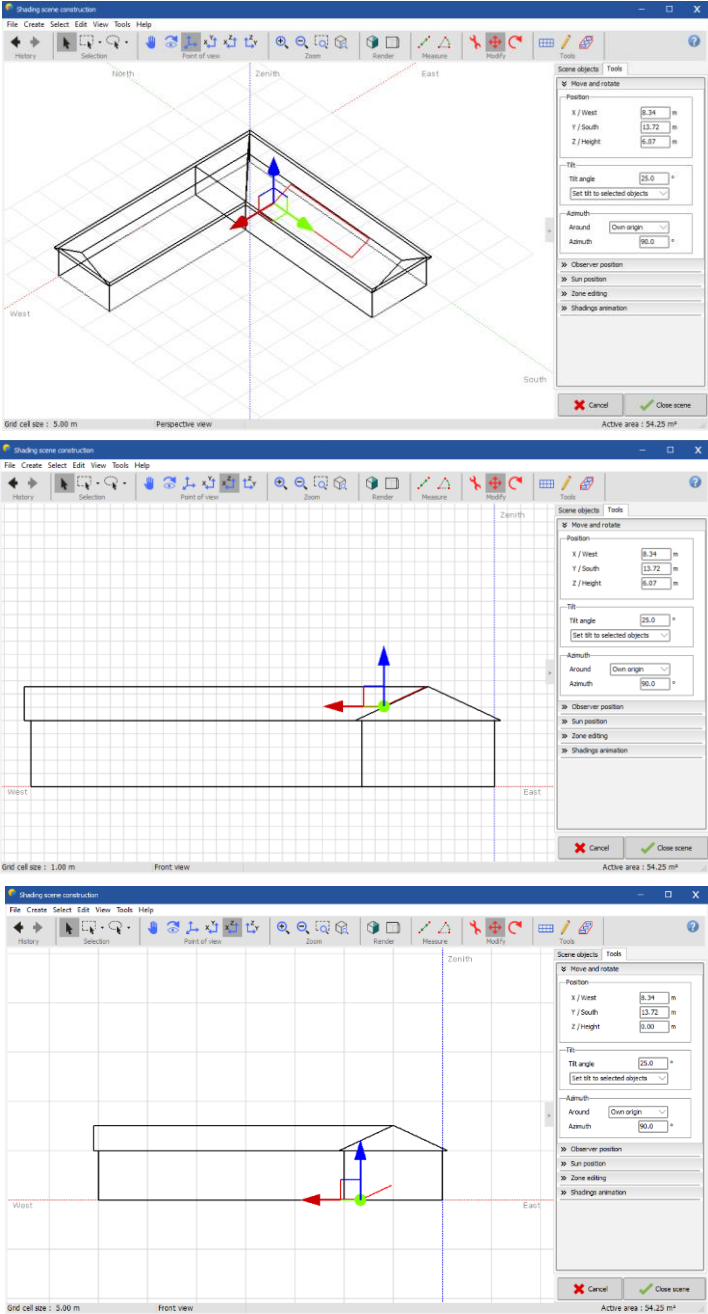 Shading scene construction
File Create Select Edit View Tools Help
History Selection Point of view Zoom Render Measure Modify Tools
North Zenith East
West
South
Scene objects Tools
Move and rotate
Position
X / West 8.34 m
Y / South 13.72 m
Z / Height 6.07 m
Tilt
Tilt angle 25.0 °
Set tilt to selected objects
Azimuth
Around Own origin
Azimuth 90.0 °
Observer position
Sun position
Zone editing
Shadings animation
Cancel Close scene
Grid cell size : 5.00 m Perspective view Active area : 54.25 m²
Shading scene construction
File Create Select Edit View Tools Help
History Selection Point of view Zoom Render Measure Modify Tools
Zenith
West East
Scene objects Tools
Move and rotate
Position
X / West 8.34 m
Y / South 13.72 m
Z / Height 6.07 m
Tilt
Tilt angle 25.0 °
Set tilt to selected objects
Azimuth
Around Own origin
Azimuth 90.0 °
Observer position
Sun position
Zone editing
Shadings animation
Cancel Close scene
Grid cell size : 1.00 m Front view Active area : 54.25 m²
Shading scene construction
File Create Select Edit View Tools Help
History Selection Point of view Zoom Render Measure Modify Tools
Zenith
West East
Scene objects Tools
Move and rotate
Position
X / West 8.34 m
Y / South 13.72 m
Z / Height 0.00 m
Tilt
Tilt angle 25.0 °
Set tilt to selected objects
Azimuth
Around Own origin
Azimuth 90.0 °
Observer position
Sun position
Zone editing
Shadings animation
Cancel Close scene
Grid cell size : 5.00 m Front view Active area : 54.25 m²